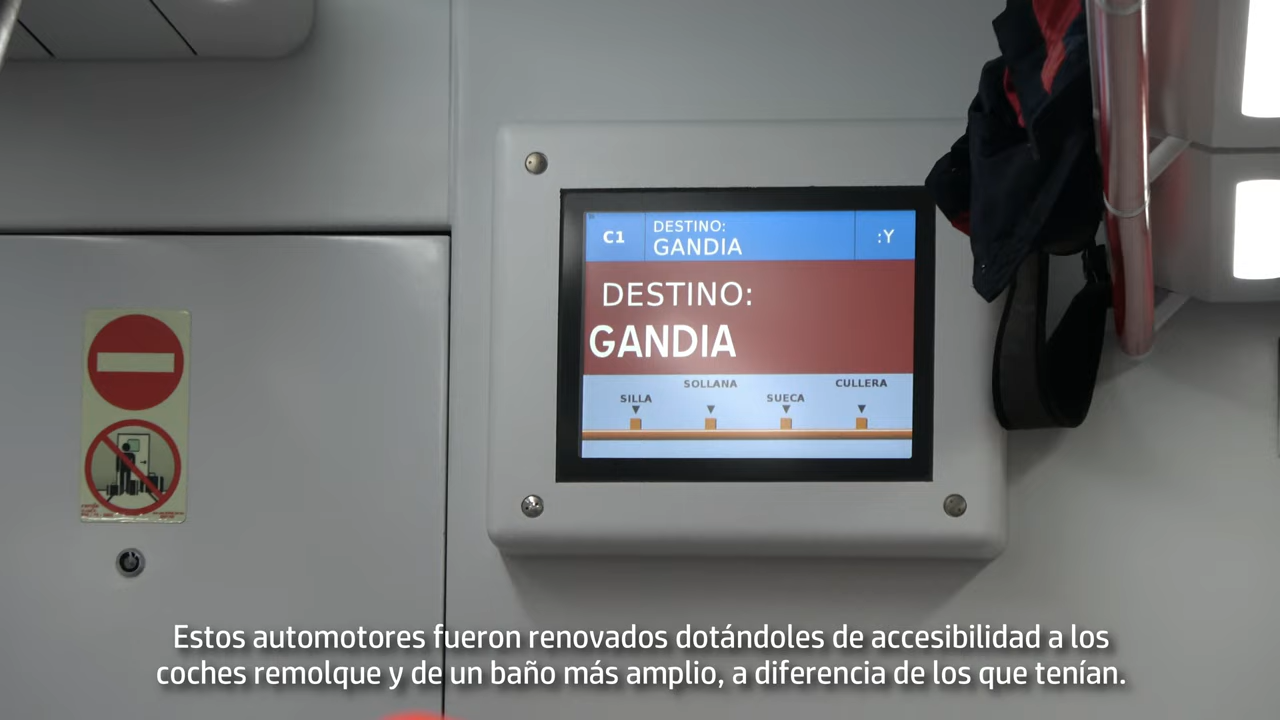 C1
DESTINO:
GANDIA
:Y
DESTINO:
GANDIA
SILLA
SOLLANA
SUECA
CULLERA
Estos automotores fueron renovados dotándoles de accesibilidad a los
coches remolque y de un baño más amplio, a diferencia de los que tenían.